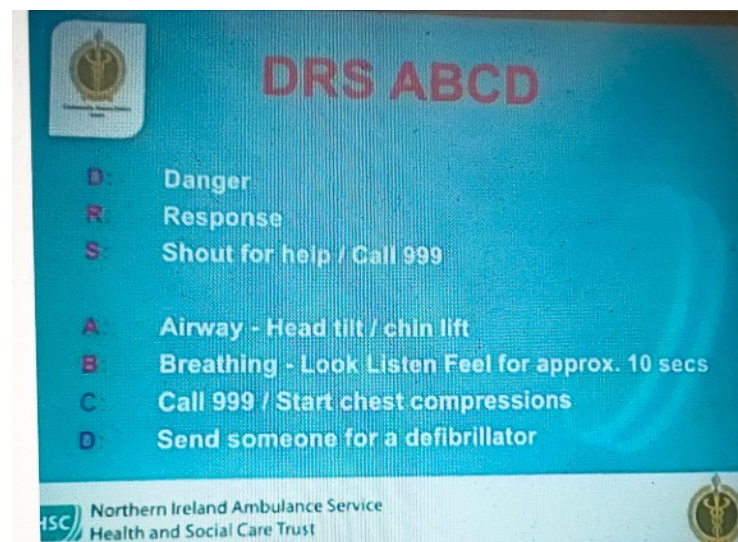 DRS ABCD
D: Danger
R: Response
S: Shout for help / Call 999
A: Airway - Head tilt / chin lift
B: Breathing - Look Listen Feel for approx. 10 secs
C: Call 999 / Start chest compressions
D: Send someone for a defibrillator
HSC Northern Ireland Ambulance Service
Health and Social Care Trust